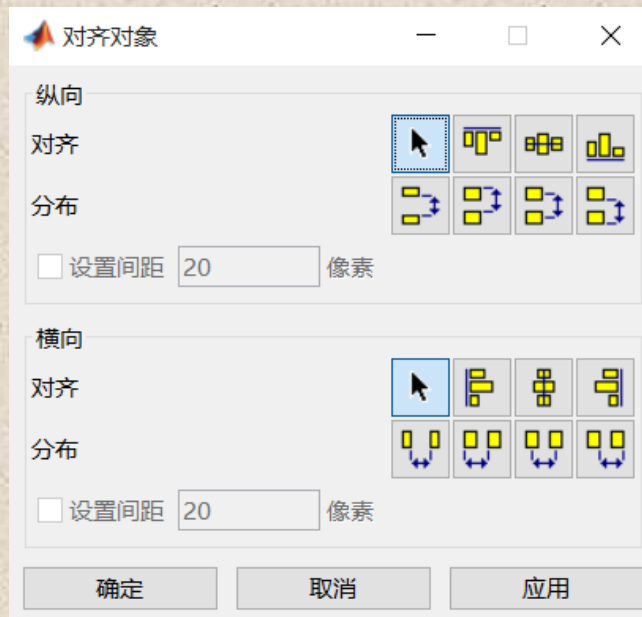 对齐对象
纵向
对齐
分布
设置间距 20 像素
横向
对齐
分布
设置间距 20 像素
确定 取消 应用